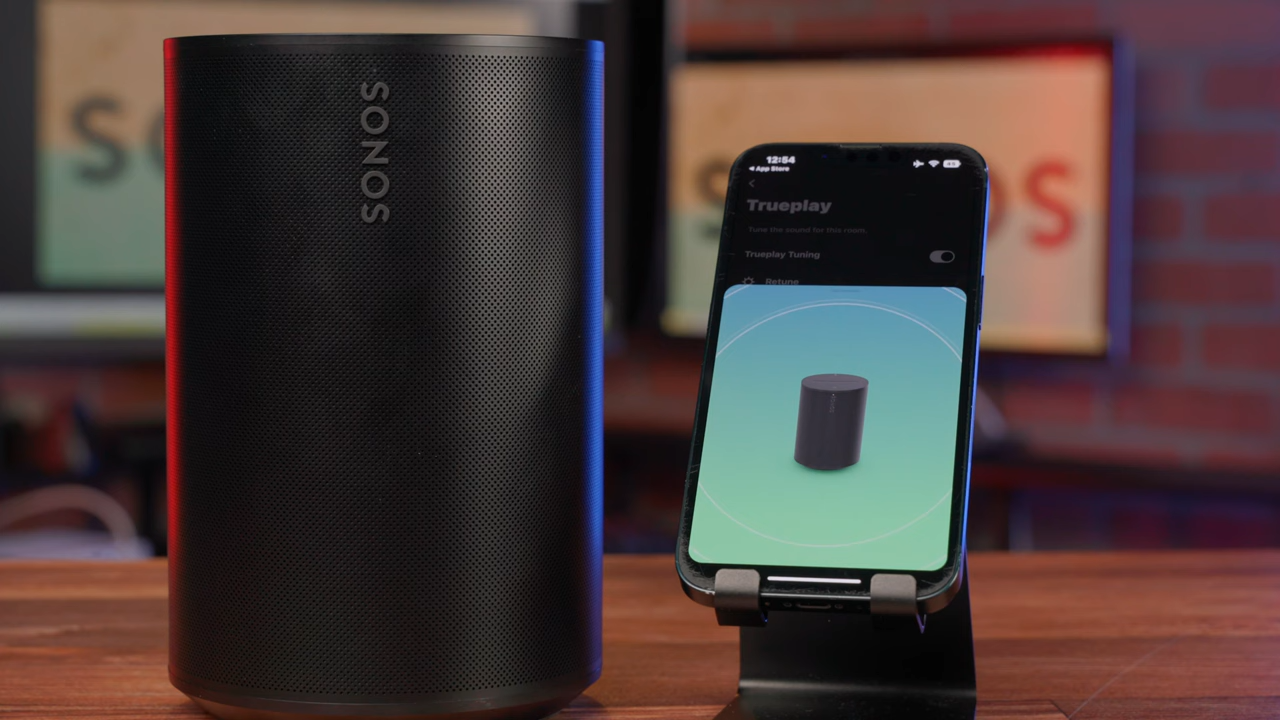 SONOS
12:54
App Store
Trueplay
Tune the sound for this room.
Trueplay Tuning
Retune